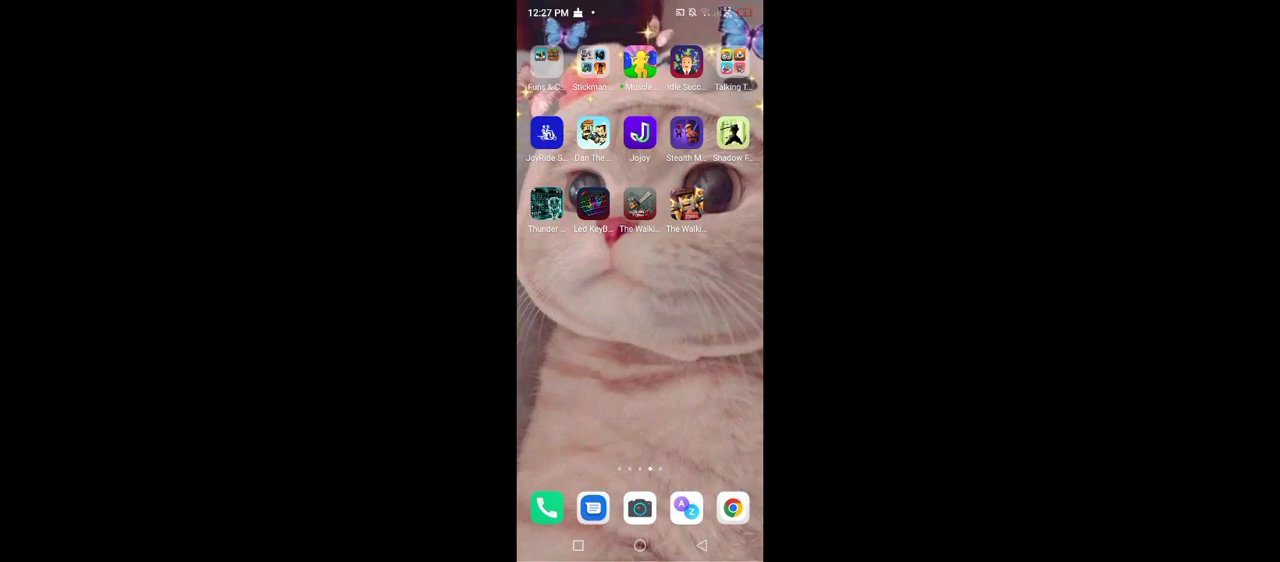 12:27 PM
Funs & C... Stickman ... Muscle ... Idle Succ... Talking T...
JoyRide S... Dan The ... Jojoy Stealth M... Shadow F...
Thunder ... Led KeyB... The Walki... The Walki...
A
Z